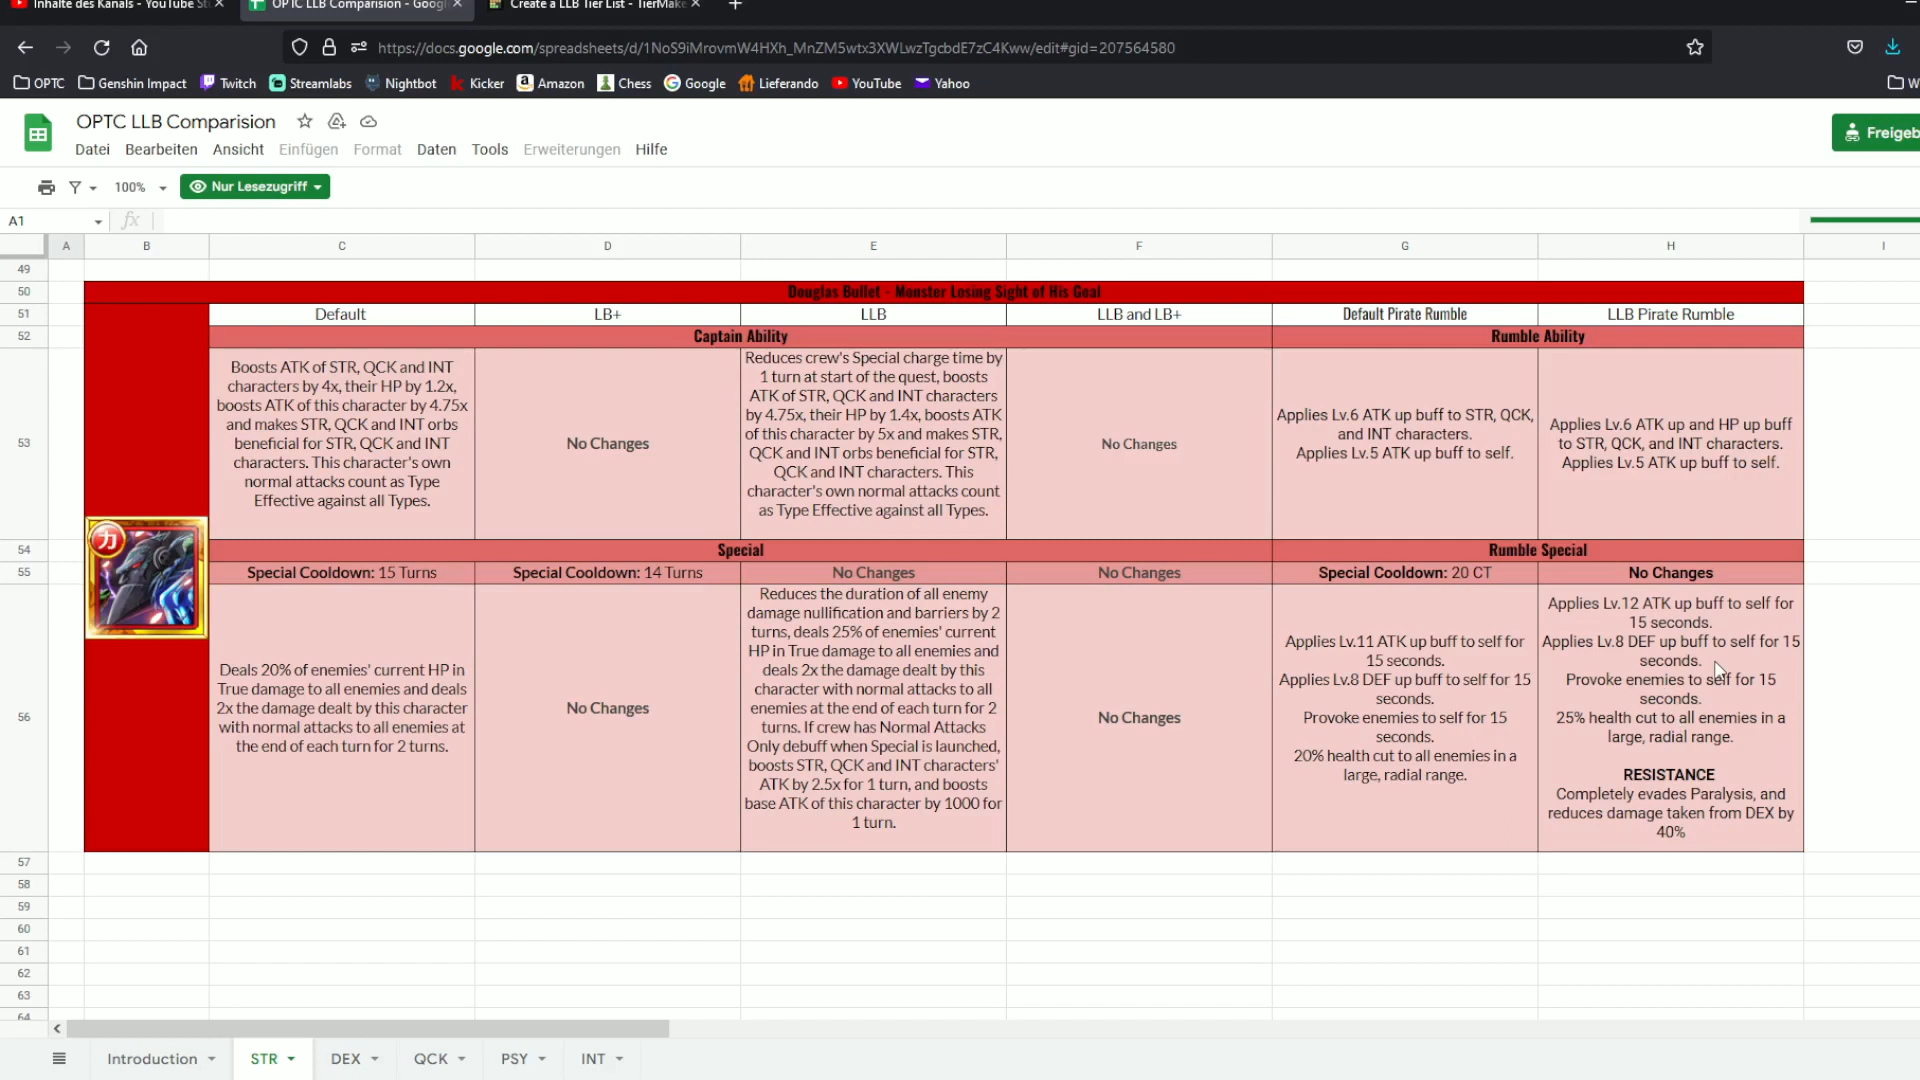 Inhalte des Kanals - YouTube St
OPTC LLB Comparision - Googl
Create a LLB Tier List - TierMake
https://docs.google.com/spreadsheets/d/1NoS9iMrovmW4HXh_MnZM5wtx3XWLwzTgcbdE7zC4Kww/edit#gid=207564580
OPTC Genshin Impact Twitch Streamlabs Nightbot Kicker Amazon Chess Google Lieferando YouTube Yahoo W
OPTC LLB Comparision
Freigeb
Datei Bearbeiten Ansicht Einfügen Format Daten Tools Erweiterungen Hilfe
100% Nur Lesezugriff
A1 fx
A B C D E F G H I
49
50 Douglas Bullet - Monster Losing Sight of His Goal
51 Default LB+ LLB LLB and LB+ Default Pirate Rumble LLB Pirate Rumble
52 Captain Ability Rumble Ability
53
Boosts ATK of STR, QCK and INT
characters by 4x, their HP by 1.2x,
boosts ATK of this character by 4.75x
and makes STR, QCK and INT orbs
beneficial for STR, QCK and INT
characters. This character's own
normal attacks count as Type
Effective against all Types.
No Changes
Reduces crew's Special charge time by
1 turn at start of the quest, boosts
ATK of STR, QCK and INT characters
by 4.75x, their HP by 1.4x, boosts ATK
of this character by 5x and makes STR,
QCK and INT orbs beneficial for STR,
QCK and INT characters. This
character's own normal attacks count
as Type Effective against all Types.
No Changes
Applies Lv.6 ATK up buff to STR, QCK,
and INT characters.
Applies Lv.5 ATK up buff to self.
Applies Lv.6 ATK up and HP up buff
to STR, QCK, and INT characters.
Applies Lv.5 ATK up buff to self.
力
54 Special Rumble Special
55 Special Cooldown: 15 Turns Special Cooldown: 14 Turns No Changes No Changes Special Cooldown: 20 CT No Changes
56
Deals 20% of enemies' current HP in
True damage to all enemies and deals
2x the damage dealt by this character
with normal attacks to all enemies at
the end of each turn for 2 turns.
No Changes
Reduces the duration of all enemy
damage nullification and barriers by 2
turns, deals 25% of enemies' current
HP in True damage to all enemies and
deals 2x the damage dealt by this
character with normal attacks to all
enemies at the end of each turn for 2
turns. If crew has Normal Attacks
Only debuff when Special is launched,
boosts STR, QCK and INT characters'
ATK by 2.5x for 1 turn, and boosts
base ATK of this character by 1000 for
1 turn.
No Changes
Applies Lv.11 ATK up buff to self for
15 seconds.
Applies Lv.8 DEF up buff to self for 15
seconds.
Provoke enemies to self for 15
seconds.
20% health cut to all enemies in a
large, radial range.
Applies Lv.12 ATK up buff to self for
15 seconds.
Applies Lv.8 DEF up buff to self for 15
seconds.
Provoke enemies to self for 15
seconds.
25% health cut to all enemies in a
large, radial range.
RESISTANCE
Completely evades Paralysis, and
reduces damage taken from DEX by
40%
57
58
59
60
61
62
63
64
Introduction STR DEX QCK PSY INT